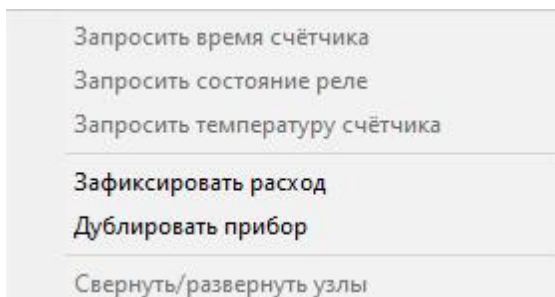 Запросить время счётчика
Запросить состояние реле
Запросить температуру счётчика
Зафиксировать расход
Дублировать прибор
Свернуть/развернуть узлы